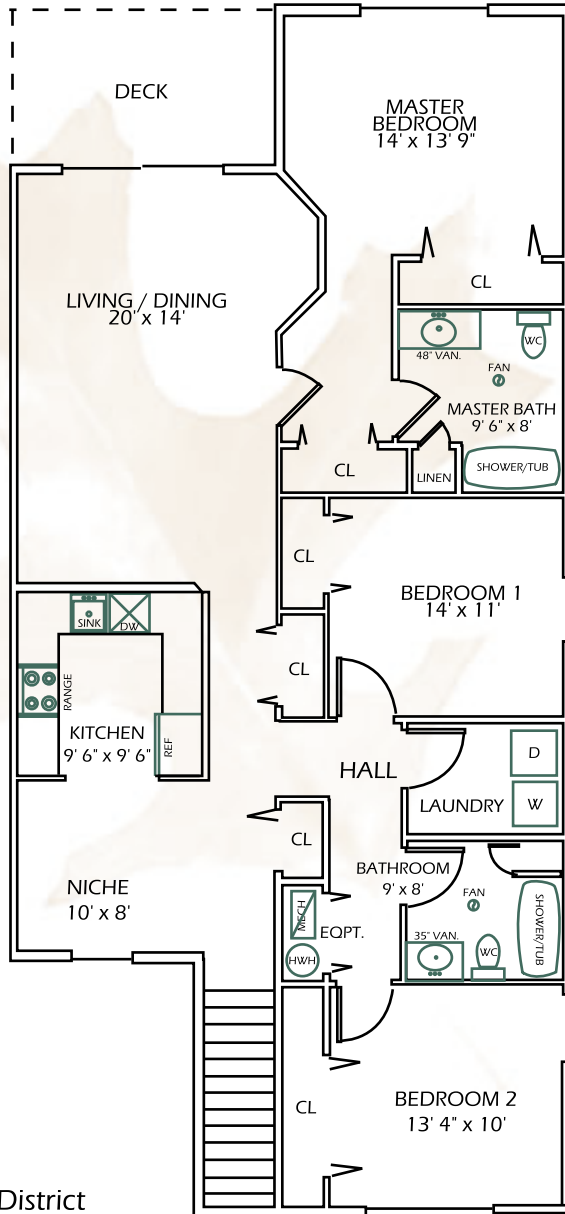 DECK
MASTER
BEDROOM
14' x 13' 9"
CL
LIVING / DINING
20' x 14'
48" VAN.
WC
FAN
MASTER BATH
9' 6" x 8'
CL
LINEN
SHOWER/TUB
CL
BEDROOM 1
14' x 11'
SINK
DW
CL
RANGE
KITCHEN
9' 6" x 9' 6"
REF
HALL
D
LAUNDRY
W
CL
BATHROOM
9' x 8'
NICHE
10' x 8'
FAN
MECH
EQPT.
35" VAN.
WC
SHOWER/TUB
HWH
CL
BEDROOM 2
13' 4" x 10'
District